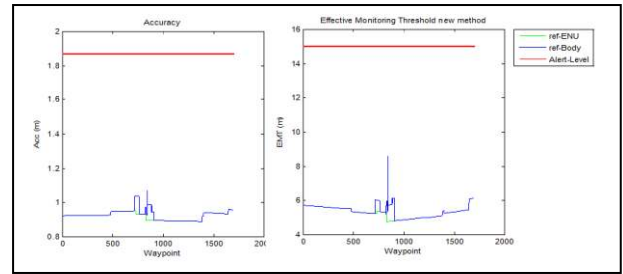 Accuracy
Effective Monitoring Threshold new method
ref-ENU
ref-Body
Alert-Level
2
1.8
1.6
1.4
1.2
1
0.8
Acc (m)
0
500
1000
1500
200
Waypoint
16
14
12
10
8
6
4
EMT (m)
0
500
1000
1500
2000
Waypoint